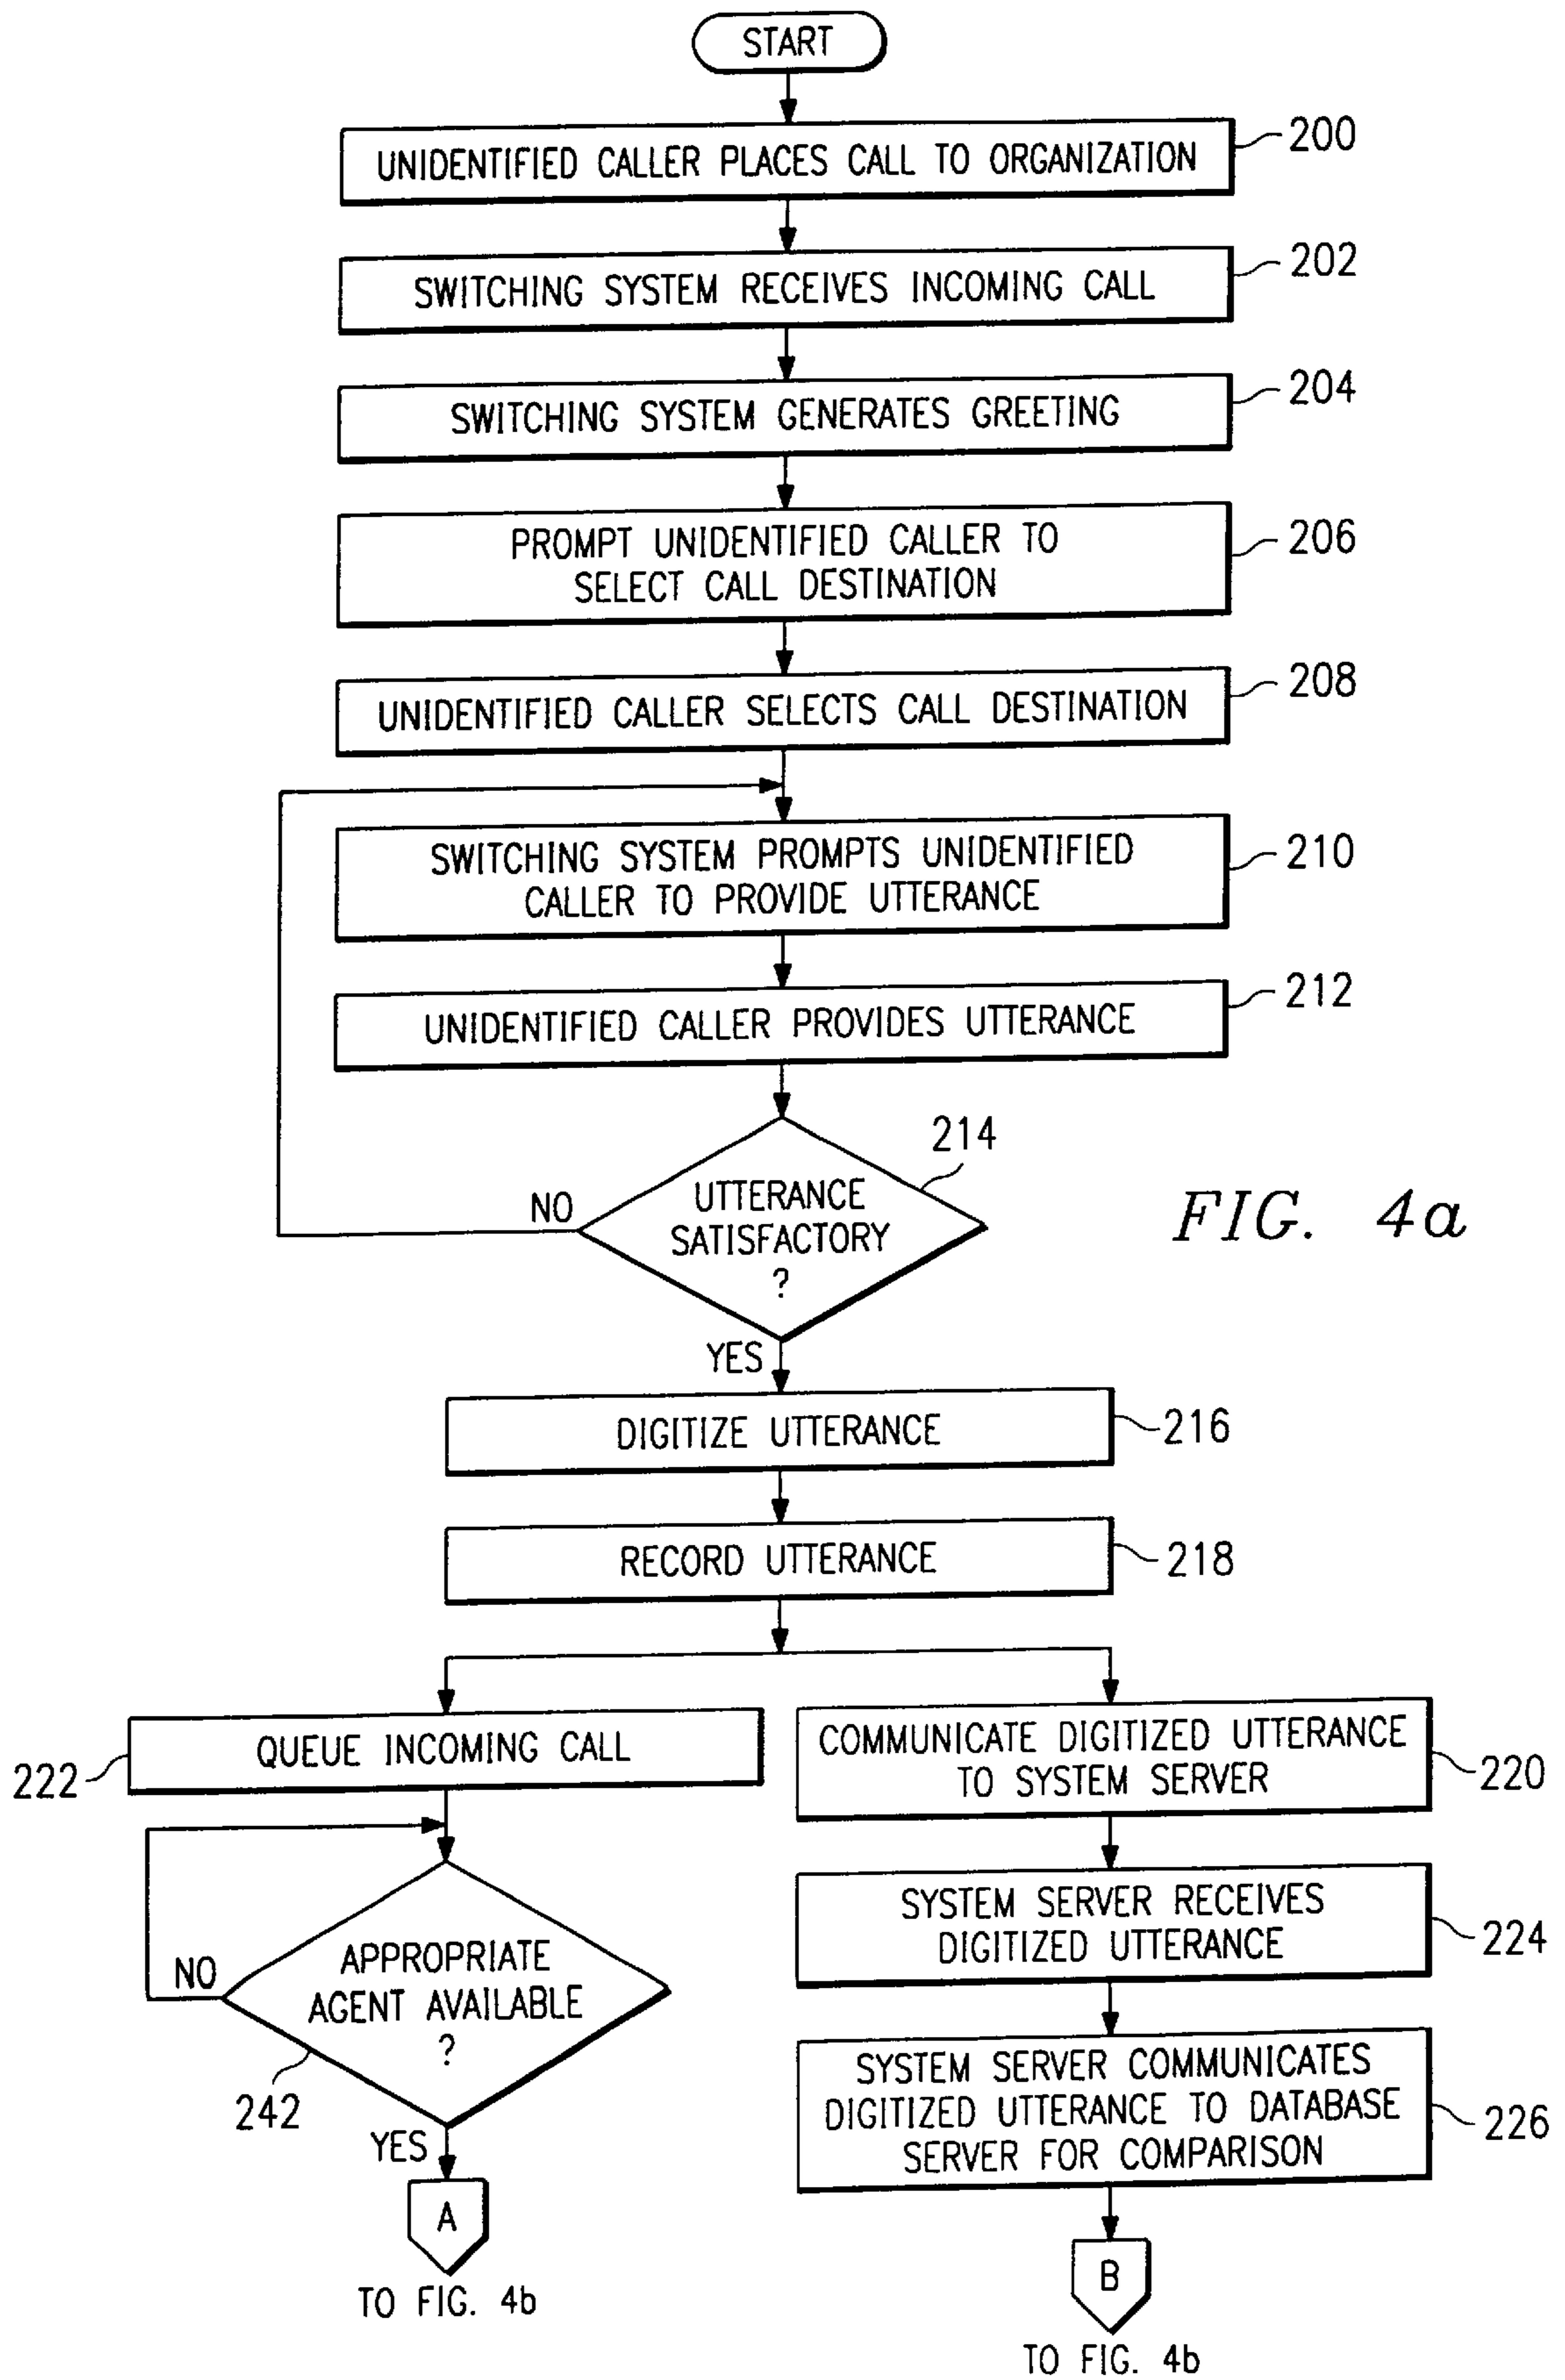 START
UNIDENTIFIED CALLER PLACES CALL TO ORGANIZATION
200
SWITCHING SYSTEM RECEIVES INCOMING CALL
202
SWITCHING SYSTEM GENERATES GREETING
204
PROMPT UNIDENTIFIED CALLER TO
SELECT CALL DESTINATION
206
UNIDENTIFIED CALLER SELECTS CALL DESTINATION
208
SWITCHING SYSTEM PROMPTS UNIDENTIFIED
CALLER TO PROVIDE UTTERANCE
210
UNIDENTIFIED CALLER PROVIDES UTTERANCE
212
214
UTTERANCE
SATISFACTORY
?
NO
FIG. 4a
YES
DIGITIZE UTTERANCE
216
RECORD UTTERANCE
218
QUEUE INCOMING CALL
222
COMMUNICATE DIGITIZED UTTERANCE
TO SYSTEM SERVER
220
SYSTEM SERVER RECEIVES
DIGITIZED UTTERANCE
224
NO
APPROPRIATE
AGENT AVAILABLE
?
242
YES
SYSTEM SERVER COMMUNICATES
DIGITIZED UTTERANCE TO DATABASE
SERVER FOR COMPARISON
226
A
TO FIG. 4b
B
TO FIG. 4b